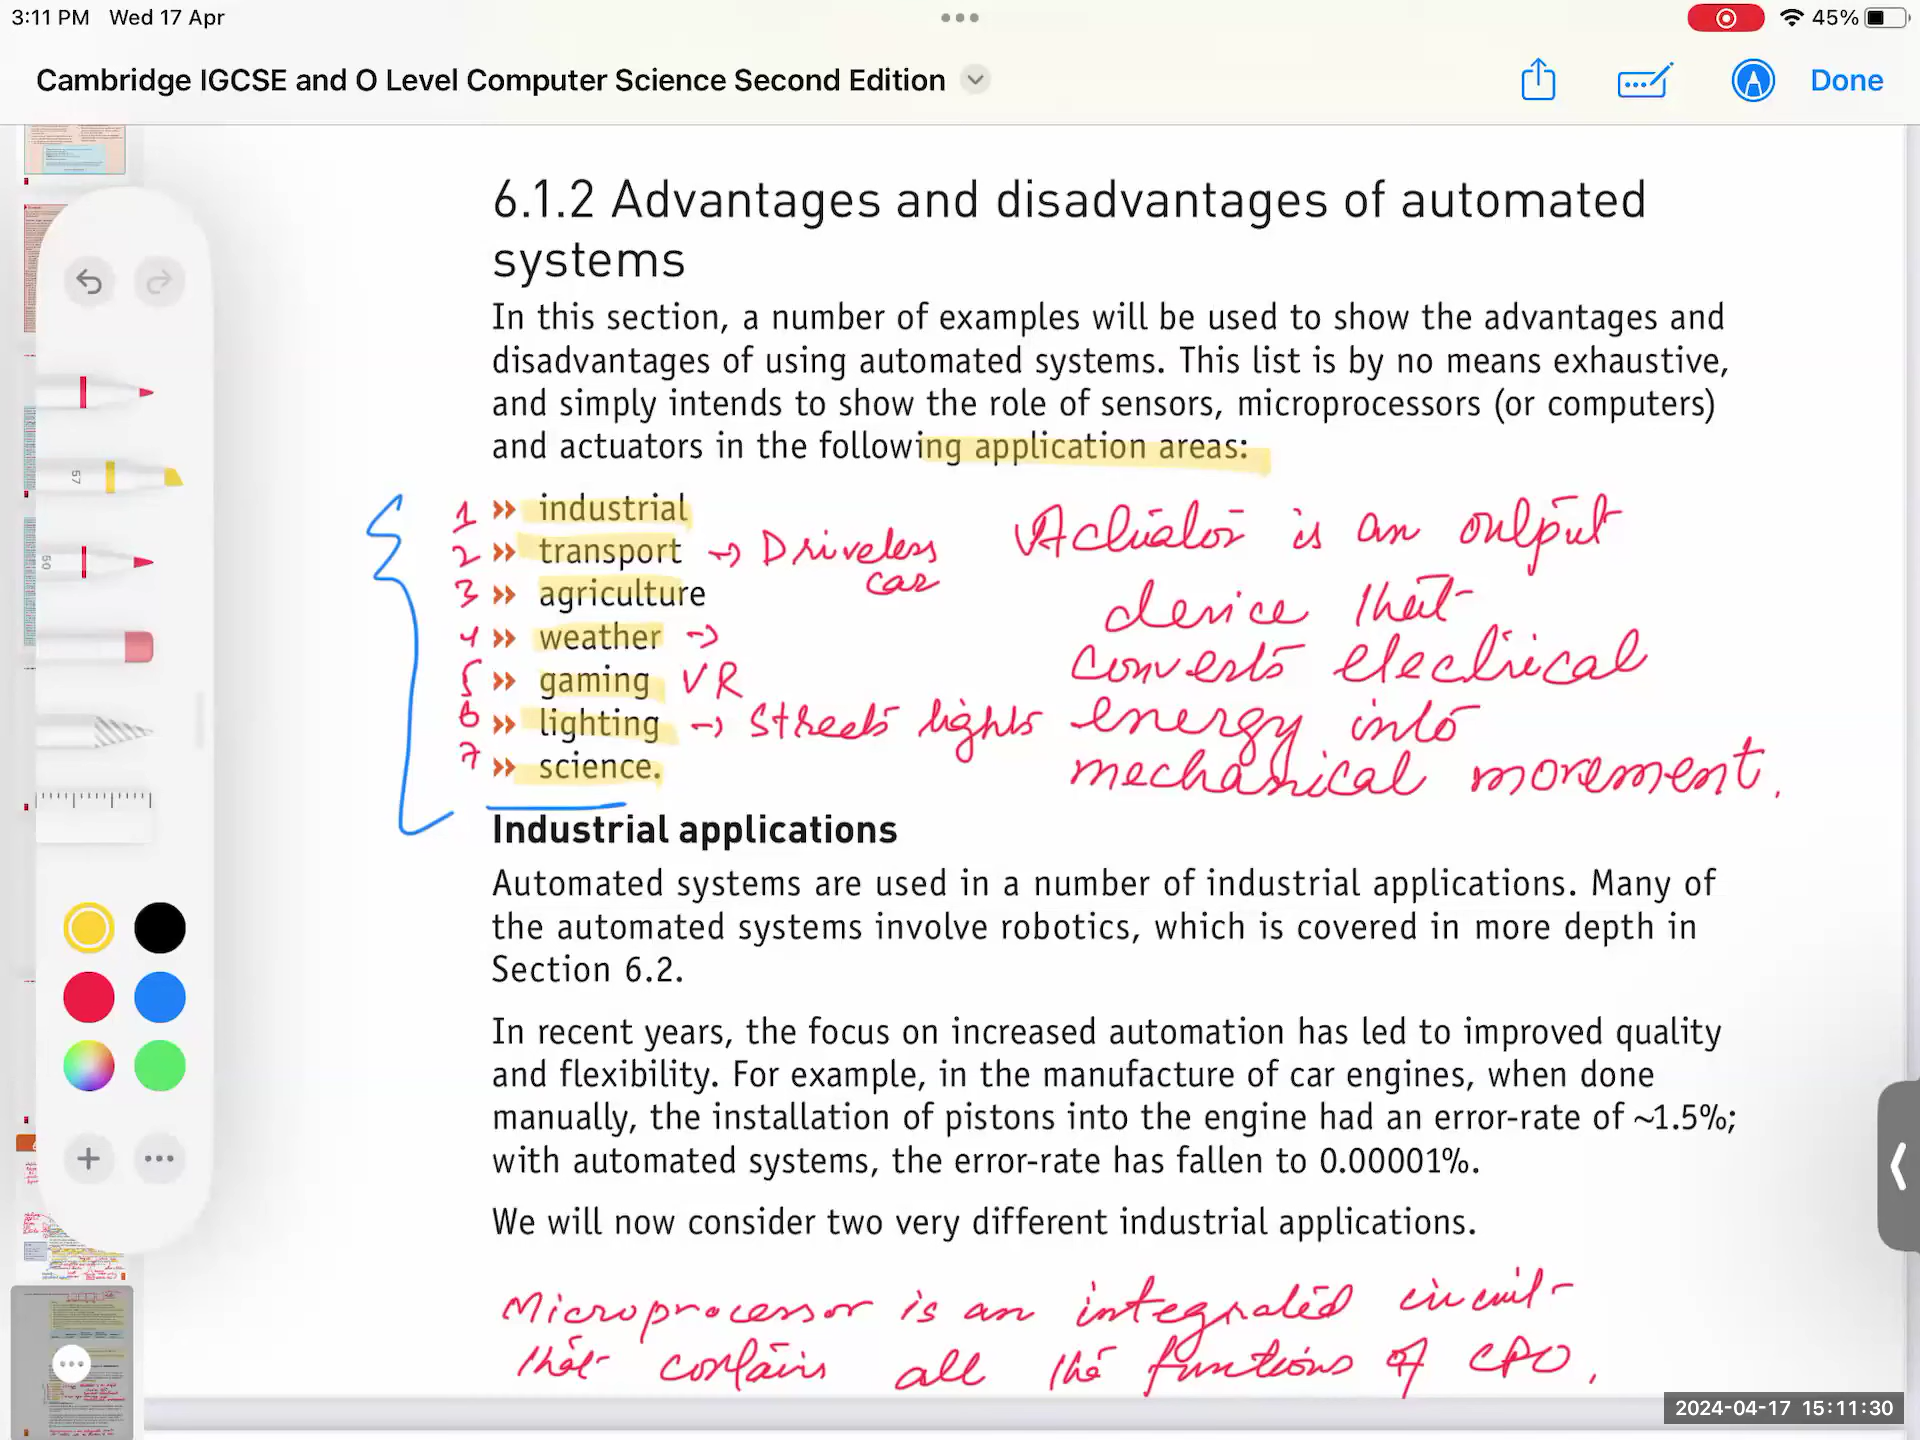 3:11 PM Wed 17 Apr
45%
Cambridge IGCSE and O Level Computer Science Second Edition
Done
6.1.2 Advantages and disadvantages of automated
systems
In this section, a number of examples will be used to show the advantages and
disadvantages of using automated systems. This list is by no means exhaustive,
and simply intends to show the role of sensors, microprocessors (or computers)
and actuators in the following application areas:
1 » industrial
2 » transport → Driveless
car
3 » agriculture
4 » weather →
5 » gaming VR
6 » lighting → Streets lights
7 » science.
Actuator is an output
device that
converts electrical
energy into
mechanical movement.
Industrial applications
Automated systems are used in a number of industrial applications. Many of
the automated systems involve robotics, which is covered in more depth in
Section 6.2.
In recent years, the focus on increased automation has led to improved quality
and flexibility. For example, in the manufacture of car engines, when done
manually, the installation of pistons into the engine had an error-rate of ~1.5%;
with automated systems, the error-rate has fallen to 0.00001%.
We will now consider two very different industrial applications.
Microprocessor is an integrated circuit
that contains all the functions of CPU.
57
50
2024-04-17 15:11:30